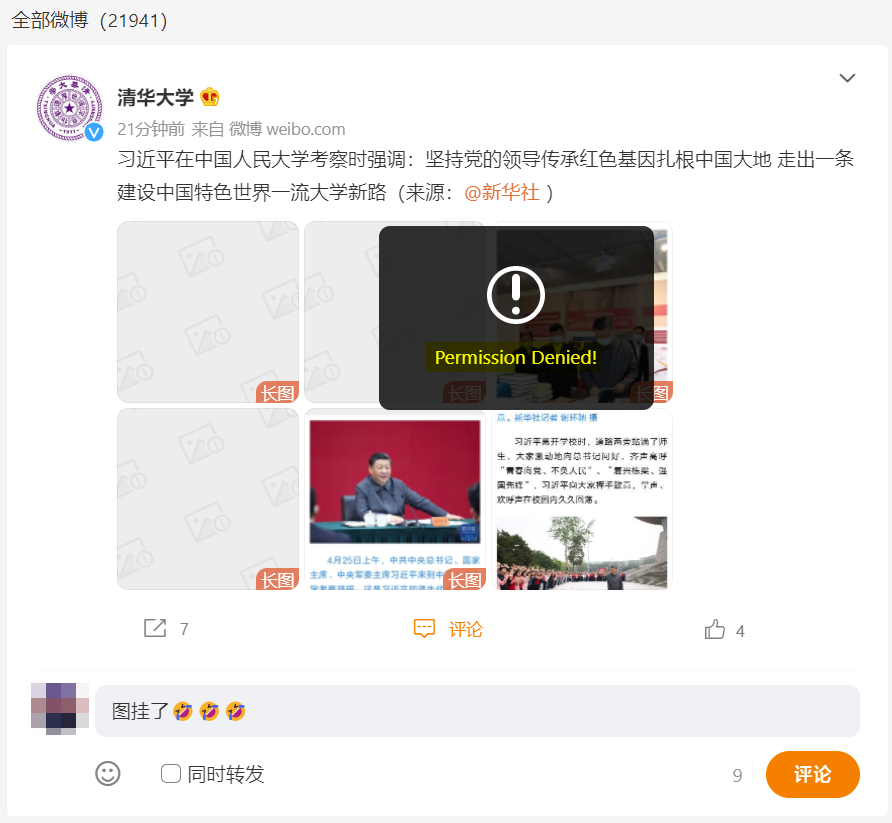 全部微博（21941）
清华大学
21分钟前 来自 微博 weibo.com
习近平在中国人民大学考察时强调：坚持党的领导传承红色基因扎根中国大地 走出一条
建设中国特色世界一流大学新路（来源：@新华社 ）
Permission Denied!
长图
长图
长图
长图
4月25日上午，中共中央总书记、国家
主席、中央军委主席习近平来到中
长图
员。新华社记者 谢环驰 摄
习近平离开学校时，道路两旁站满了师
生，大家激动地向总书记问好，齐声高呼
“青春向党、不负人民”、“复兴栋梁、强
国先锋”，习近平向大家挥手致意，掌声、
欢呼声在校园内久久回荡。
7
评论
4
图挂了🤣🤣🤣
同时转发
9
评论